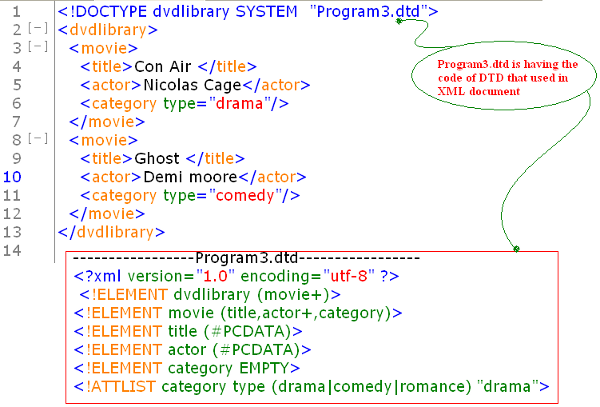 1 <!DOCTYPE dvdlibrary SYSTEM "Program3.dtd">
2 [-] <dvdlibrary>
3 [-] <movie>
4 <title>Con Air </title>
5 <actor>Nicolas Cage</actor>
6 <category type="drama"/>
7 </movie>
8 [-] <movie>
9 <title>Ghost </title>
10 <actor>Demi moore</actor>
11 <category type="comedy"/>
12 </movie>
13 </dvdlibrary>
14
Program3.dtd is having the
code of DTD that used in
XML document
-----------------Program3.dtd-----------------
<?xml version="1.0" encoding="utf-8" ?>
<!ELEMENT dvdlibrary (movie+)>
<!ELEMENT movie (title,actor+,category)>
<!ELEMENT title (#PCDATA)>
<!ELEMENT actor (#PCDATA)>
<!ELEMENT category EMPTY>
<!ATTLIST category type (drama|comedy|romance) "drama">